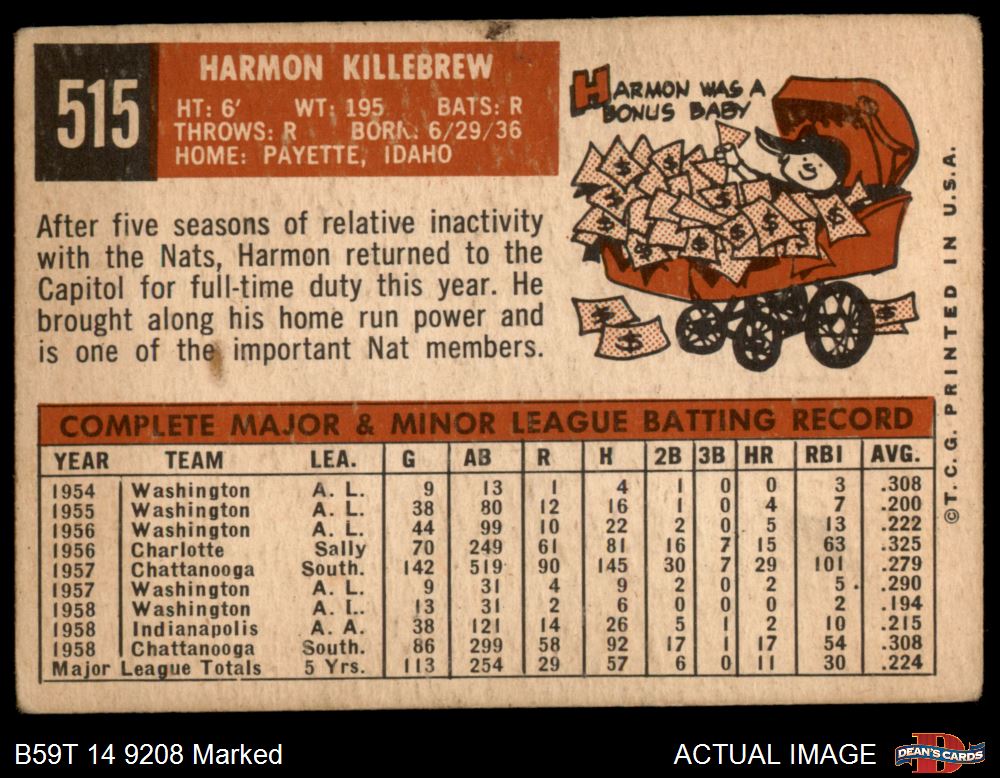 515
HARMON KILLEBREW
HT: 6' WT: 195 BATS: R
THROWS: R BORN: 6/29/36
HOME: PAYETTE, IDAHO
HARMON WAS A
BONUS BABY
After five seasons of relative inactivity
with the Nats, Harmon returned to the
Capitol for full-time duty this year. He
brought along his home run power and
is one of the important Nat members.
COMPLETE MAJOR & MINOR LEAGUE BATTING RECORD
YEAR TEAM LEA. G AB R H 2B 3B HR RBI AVG.
1954 Washington A. L. 9 13 1 4 1 0 0 3 .308
1955 Washington A. L. 38 80 12 16 1 0 4 7 .200
1956 Washington A. L. 44 99 10 22 2 0 5 13 .222
1956 Charlotte Sally 70 249 61 81 16 7 15 63 .325
1957 Chattanooga South. 142 519 90 145 30 7 29 101 .279
1957 Washington A. L. 9 31 4 9 2 0 2 5 .290
1958 Washington A. L. 13 31 2 6 0 0 0 2 .194
1958 Indianapolis A. A. 38 121 14 26 5 1 2 10 .215
1958 Chattanooga South. 86 299 58 92 17 1 17 54 .308
Major League Totals 5 Yrs. 113 254 29 57 6 0 11 30 .224
©T.C.G. PRINTED IN U.S.A.
B59T 14 9208 Marked
ACTUAL IMAGE
DEAN'S CARDS